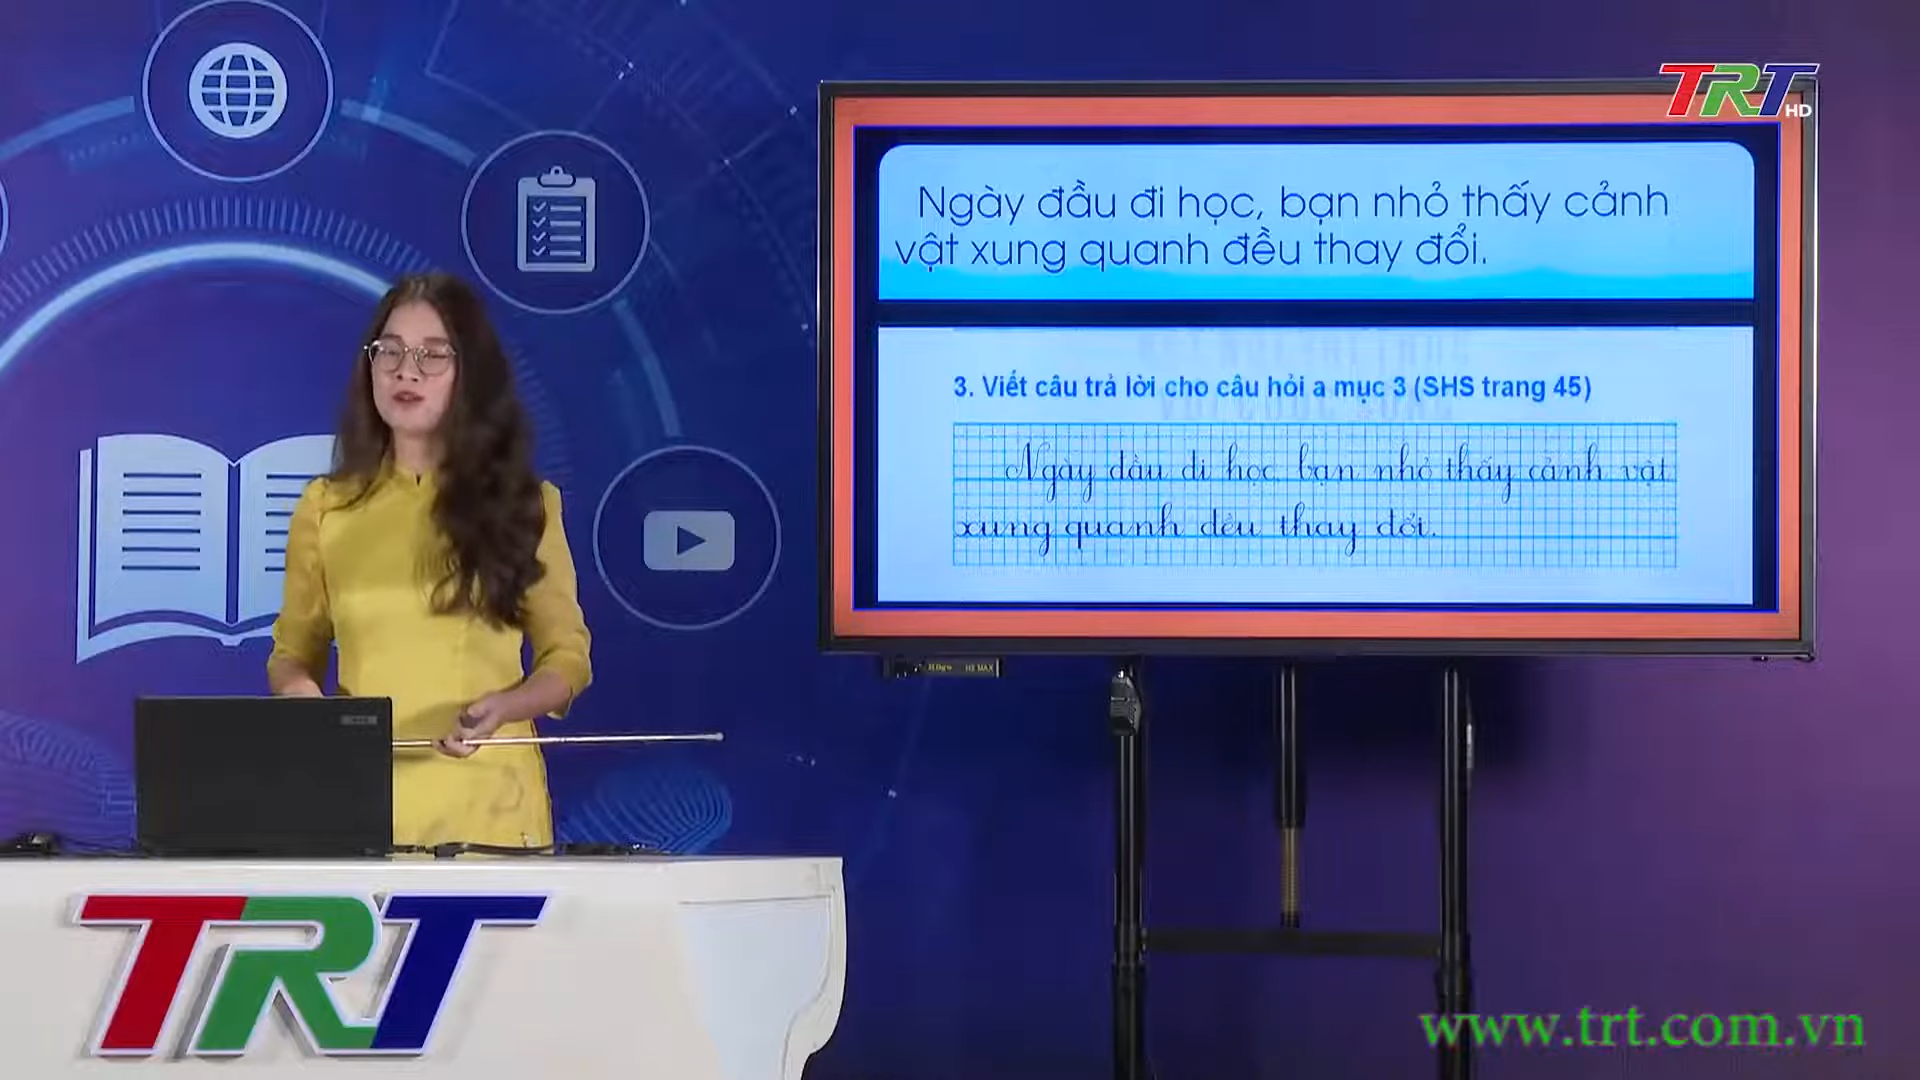 TRT HD
Ngày đầu đi học, bạn nhỏ thấy cảnh
vật xung quanh đều thay đổi.
3. Viết câu trả lời cho câu hỏi a mục 3 (SHS trang 45)
Ngày đầu đi học, bạn nhỏ thấy cảnh vật
xung quanh đều thay đổi.
TRT
www.trt.com.vn